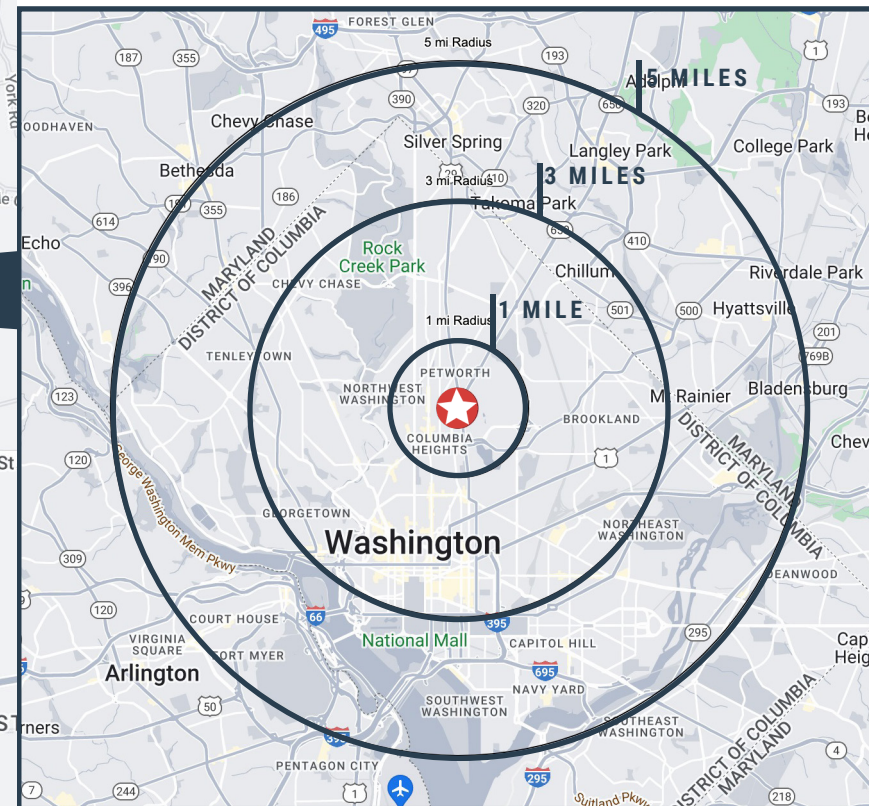 FOREST GLEN
495
5 mi Radius
187
355
193
1
York Rd
Adelphi
5 MILES
390
320
650
193
OODHAVEN
Chevy Chase
Silver Spring
Langley Park
College Park
Be
He
Bethesda
29
410
3 mi Radius
3 MILES
186
Takoma Park
187
355
614
650
410
Echo
190
Rock
Creek Park
MARYLAND
DISTRICT OF COLUMBIA
Chillum
Riverdale Park
n
396
CHEVY CHASE
1 mi Radius
1 MILE
501
500
Hyattsville
201
TENLEYTOWN
769B
PETWORTH
123
NORTHWEST
WASHINGTON
Mt Rainier
Bladensburg
BROOKLAND
COLUMBIA
HEIGHTS
MARYLAND
DISTRICT OF COLUMBIA
Chev
St
120
1
George Washington Mem Pkwy
GEORGETOWN
NORTHEAST
WASHINGTON
Washington
309
DEANWOOD
9
120
COURT HOUSE
66
395
VIRGINIA
SQUARE
National Mall
CAPITOL HILL
295
Cap
Heig
FORT MYER
Arlington
695
NAVY YARD
50
SOUTHWEST
WASHINGTON
ST
rners
SOUTHEAST
WASHINGTON
395
DISTRICT OF COLUMBIA
MARYLAND
4
PENTAGON CITY
295
7
244
1
Suitland Pkwy
218